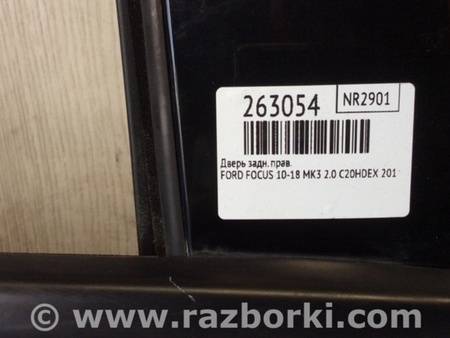 263054
NR2901
Дверь задн. прав.
FORD FOCUS 10-18 MK3 2.0 C20HDEX 201
© www.razborki.com